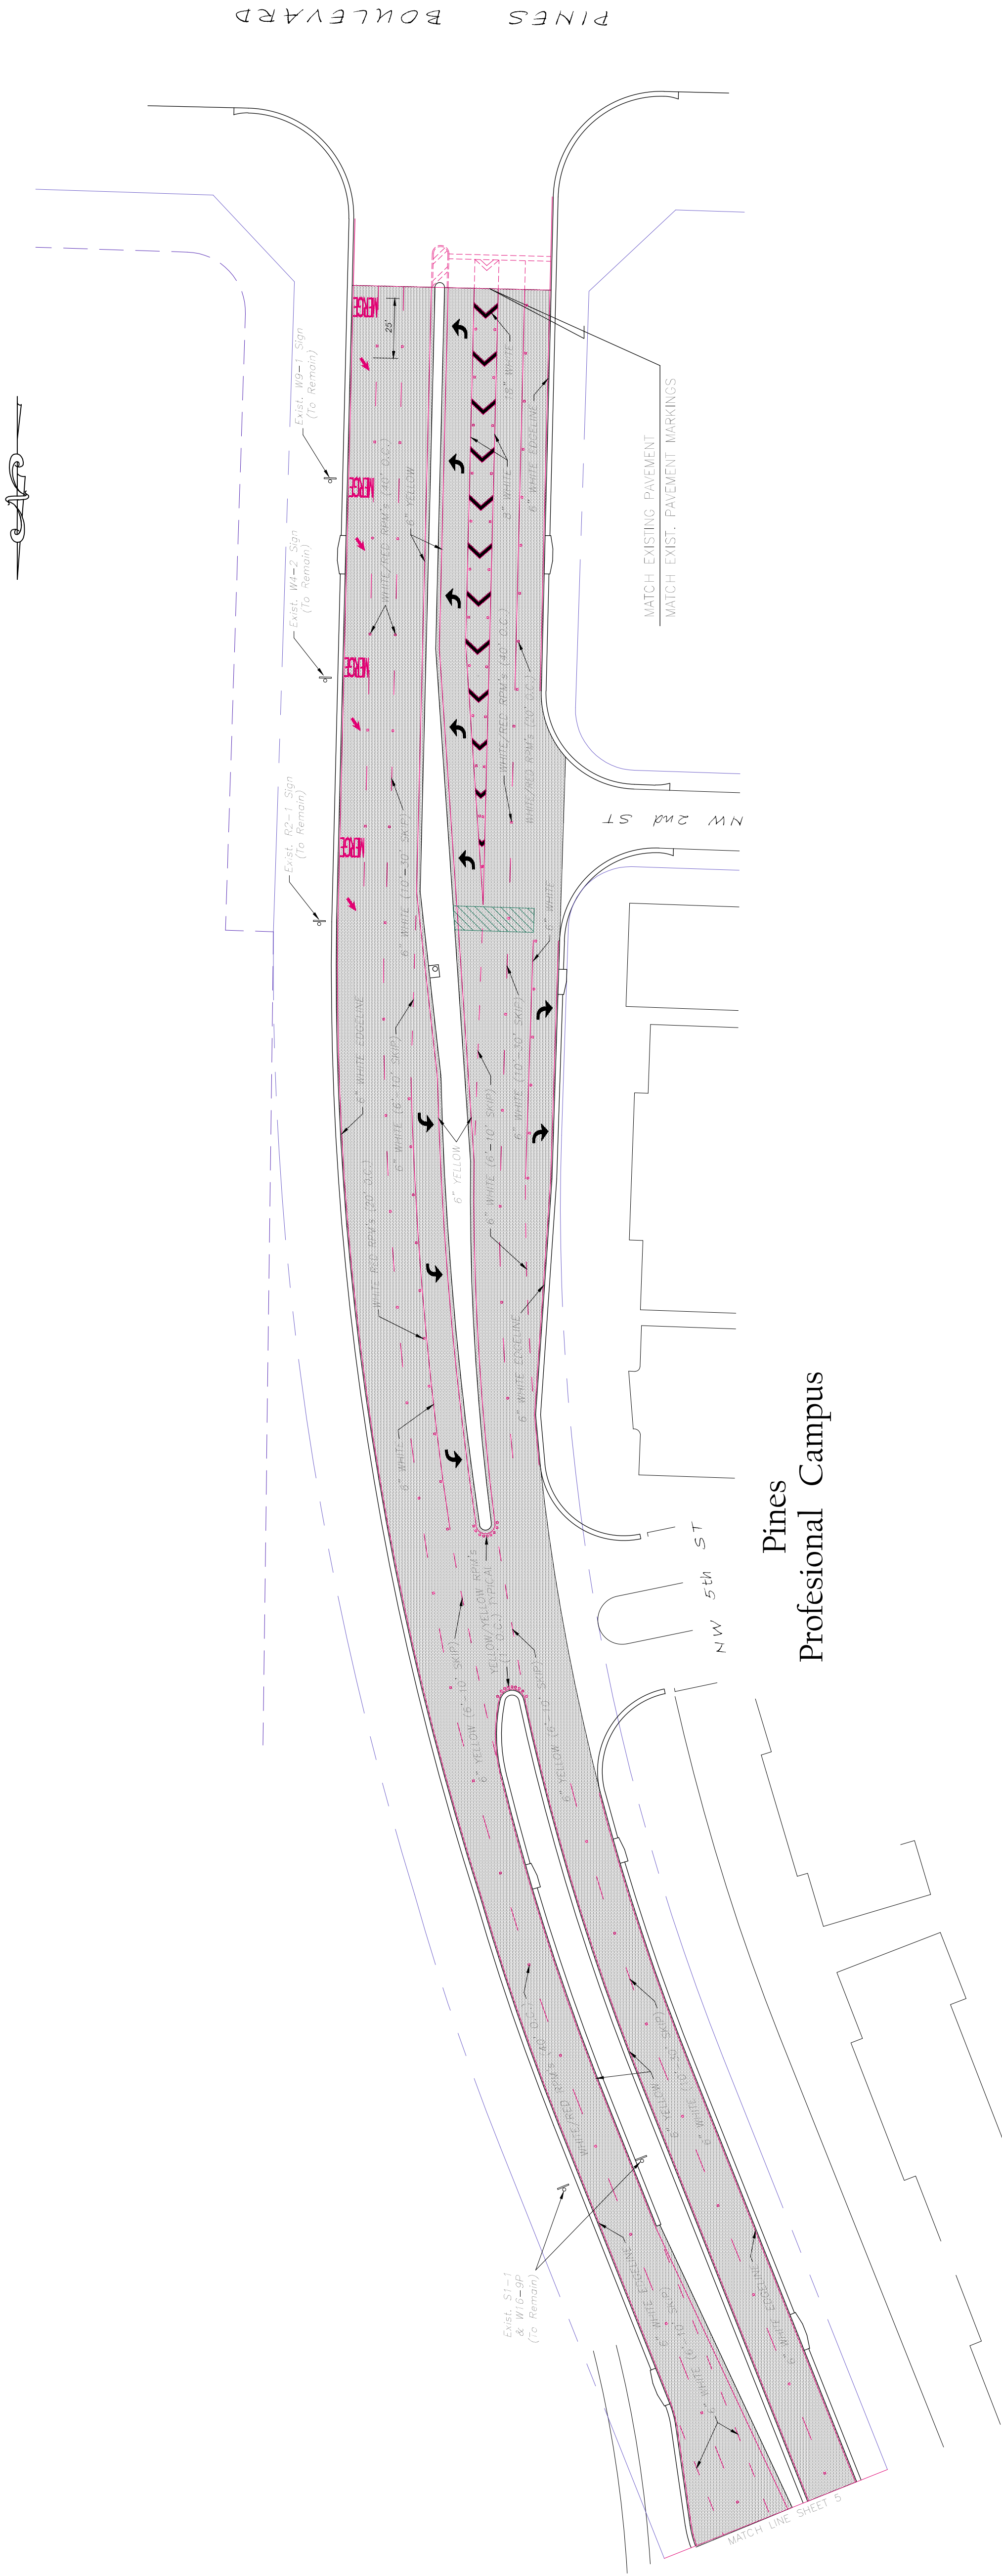 PINES BOULEVARD
Exist. W9-1 Sign
(To Remain)
MERGE
25'
18" WHITE
Exist. W4-2 Sign
(To Remain)
MERGE
WHITE/RED RPM's (40' O.C.)
6" YELLOW
8" WHITE
6" WHITE EDGELINE
MATCH EXISTING PAVEMENT
MATCH EXIST. PAVEMENT MARKINGS
MERGE
WHITE/RED RPM's (40' O.C.)
WHITE/RED RPM's (20' O.C.)
Exist. R2-1 Sign
(To Remain)
MERGE
6" WHITE (10'-30' SKIP)
NW 2nd ST
6" WHITE
6" WHITE EDGELINE
6" WHITE (6'-10' SKIP)
6" WHITE (10'-30' SKIP)
6" WHITE (6'-10' SKIP)
6" YELLOW
WHITE RED RPM's (20' O.C.)
6" WHITE EDGELINE
6" WHITE
Pines
Profesional Campus
NW 5th ST
YELLOW/YELLOW RPM's
(1' O.C.) TYPICAL
6" YELLOW (6'-10' SKIP)
6" YELLOW (6'-10' SKIP)
WHITE/RED RPM's (40' O.C.)
6" YELLOW
6" WHITE (10'-30' SKIP)
Exist. S1-1
& W16-9P
(To Remain)
6" WHITE EDGELINE
6" WHITE (6'-10' SKIP)
6" WHITE EDGELINE
MATCH LINE SHEET 5